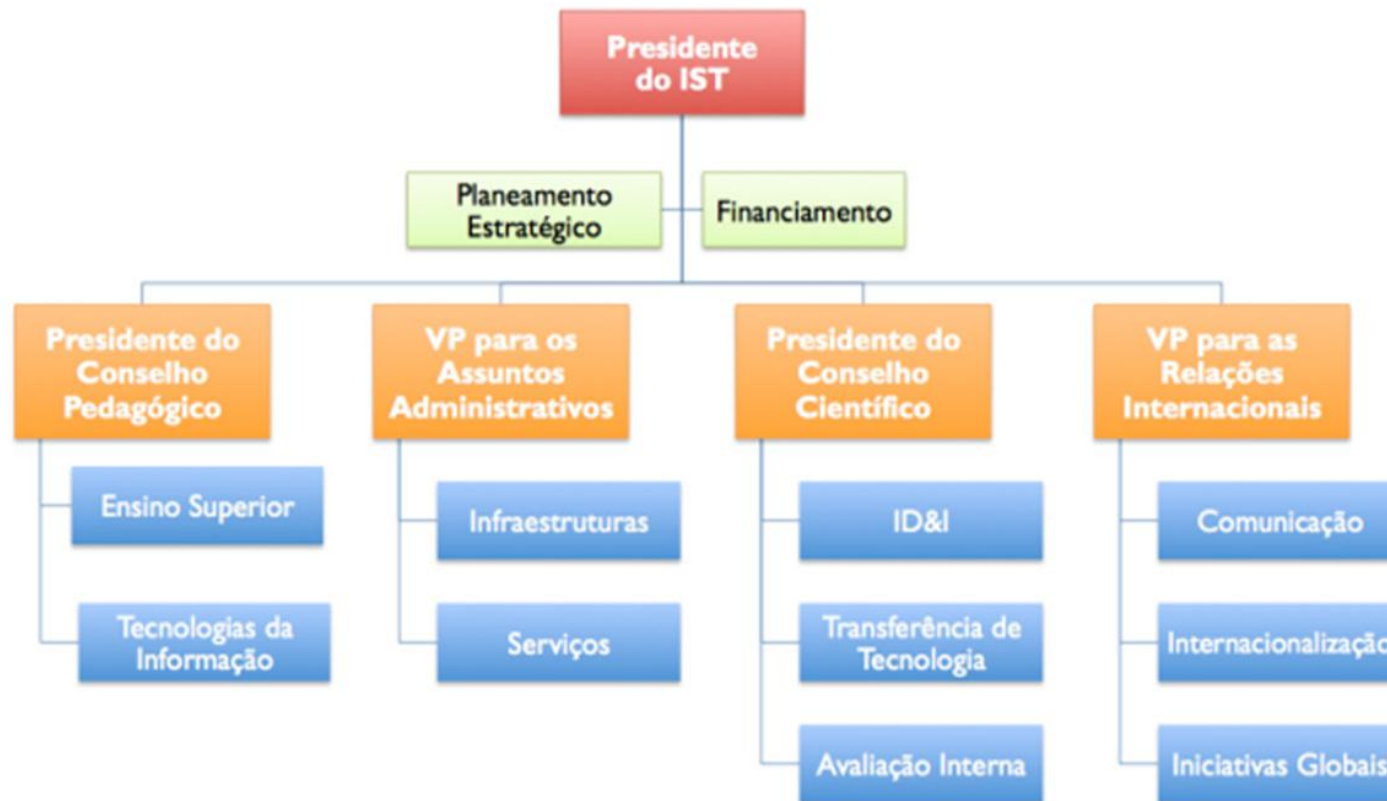 Presidente
do IST
Planeamento
Estratégico
Financiamento
Presidente do
Conselho
Pedagógico
VP para os
Assuntos
Administrativos
Presidente do
Conselho
Científico
VP para as
Relações
Internacionais
Ensino Superior
Infraestruturas
ID&I
Comunicação
Tecnologias da
Informação
Serviços
Transferência de
Tecnologia
Internacionalização
Avaliação Interna
Iniciativas Globais